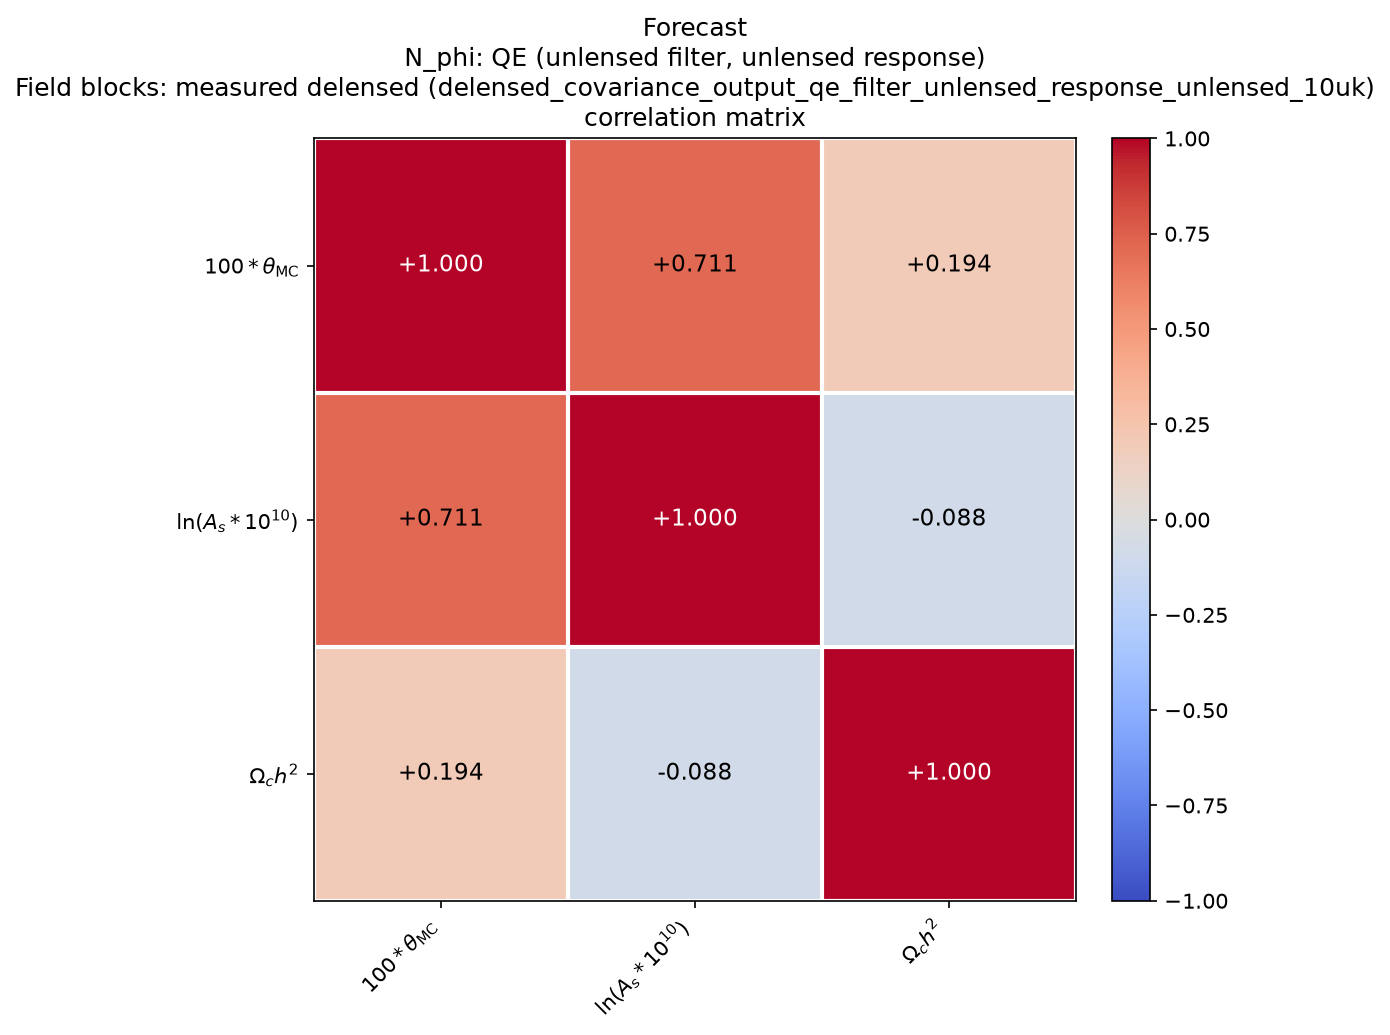 Forecast
N_phi: QE (unlensed filter, unlensed response)
Field blocks: measured delensed (delensed_covariance_output_qe_filter_unlensed_response_unlensed_10uk)
correlation matrix
100 * θ_MC
+1.000
+0.711
+0.194
ln(A_s * 10^10)
+0.711
+1.000
-0.088
Ω_c h^2
+0.194
-0.088
+1.000
100 * θ_MC
ln(A_s * 10^10)
Ω_c h^2
1.00
0.75
0.50
0.25
0.00
−0.25
−0.50
−0.75
−1.00